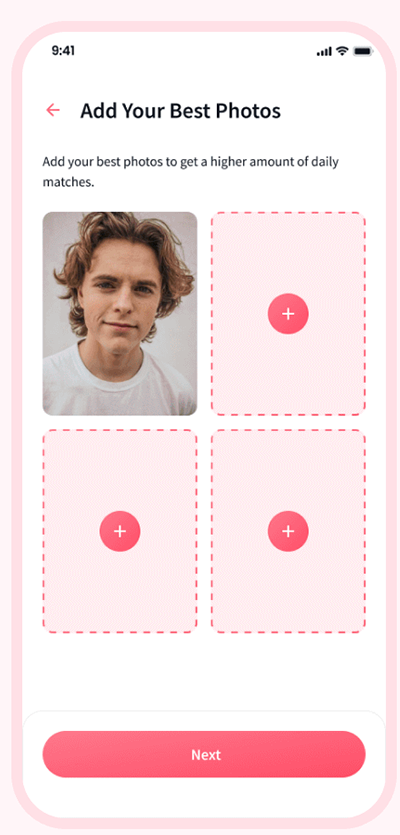 9:41
Add Your Best Photos
Add your best photos to get a higher amount of daily
matches.
Next